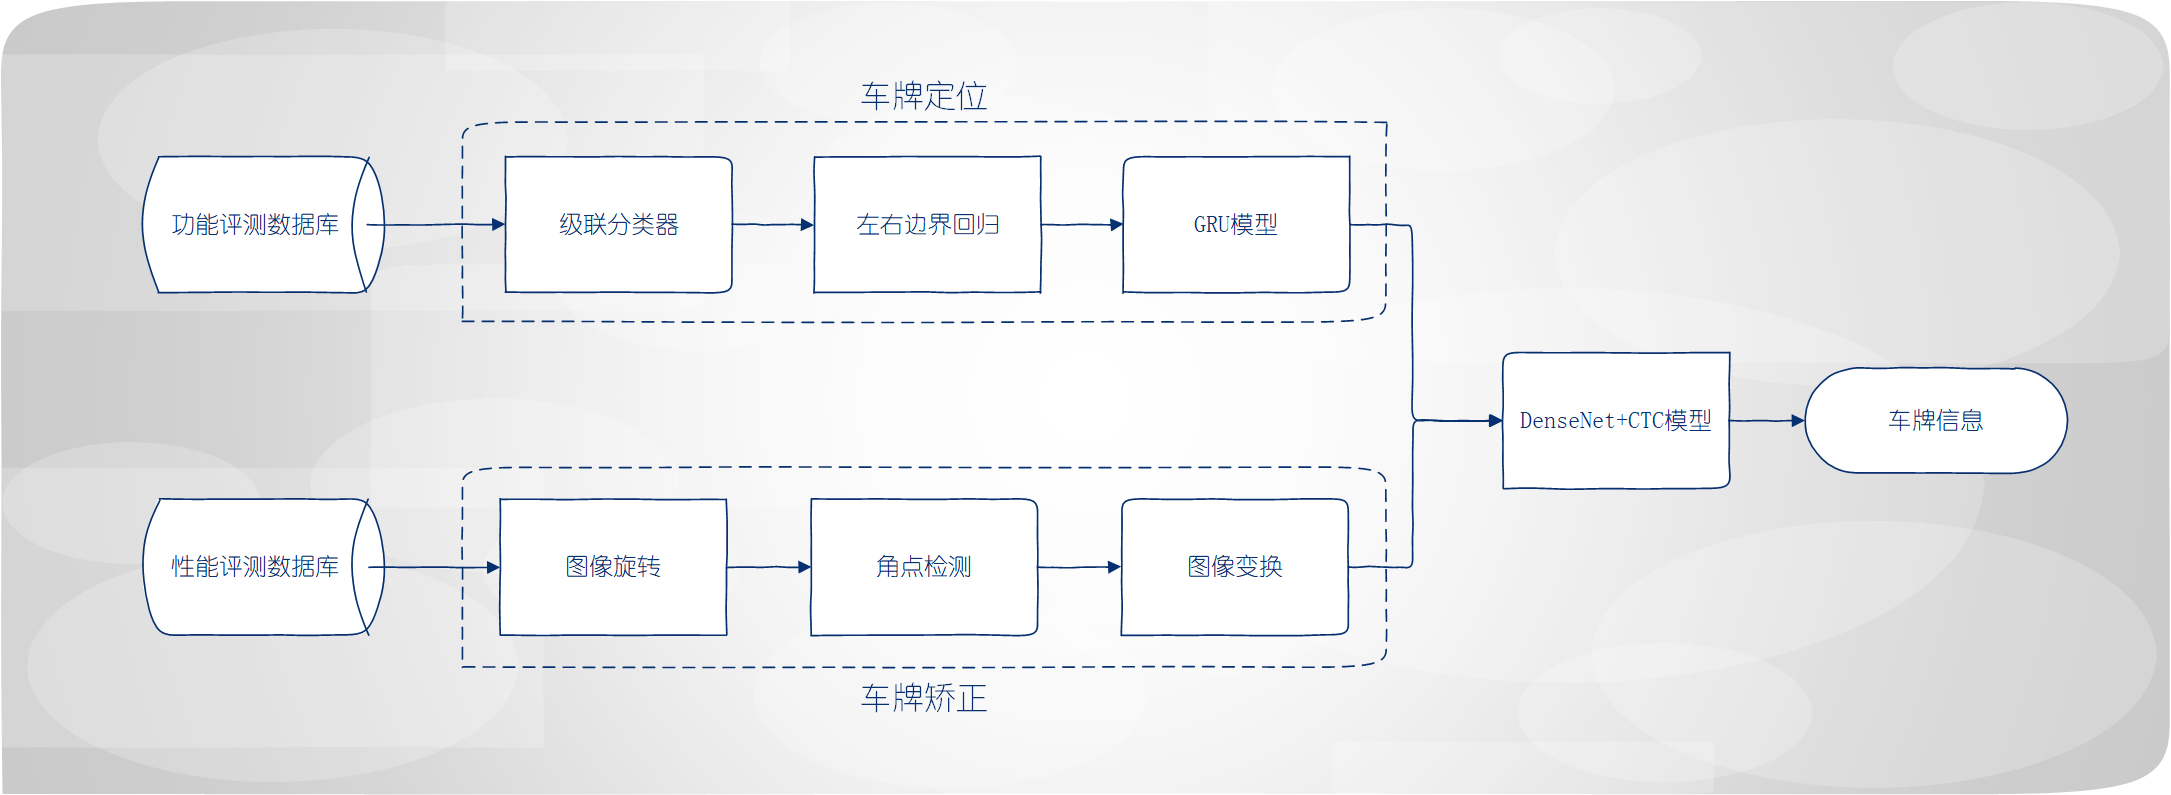 车牌定位
功能评测数据库
级联分类器
左右边界回归
GRU模型
DenseNet+CTC模型
车牌信息
性能评测数据库
图像旋转
角点检测
图像变换
车牌矫正